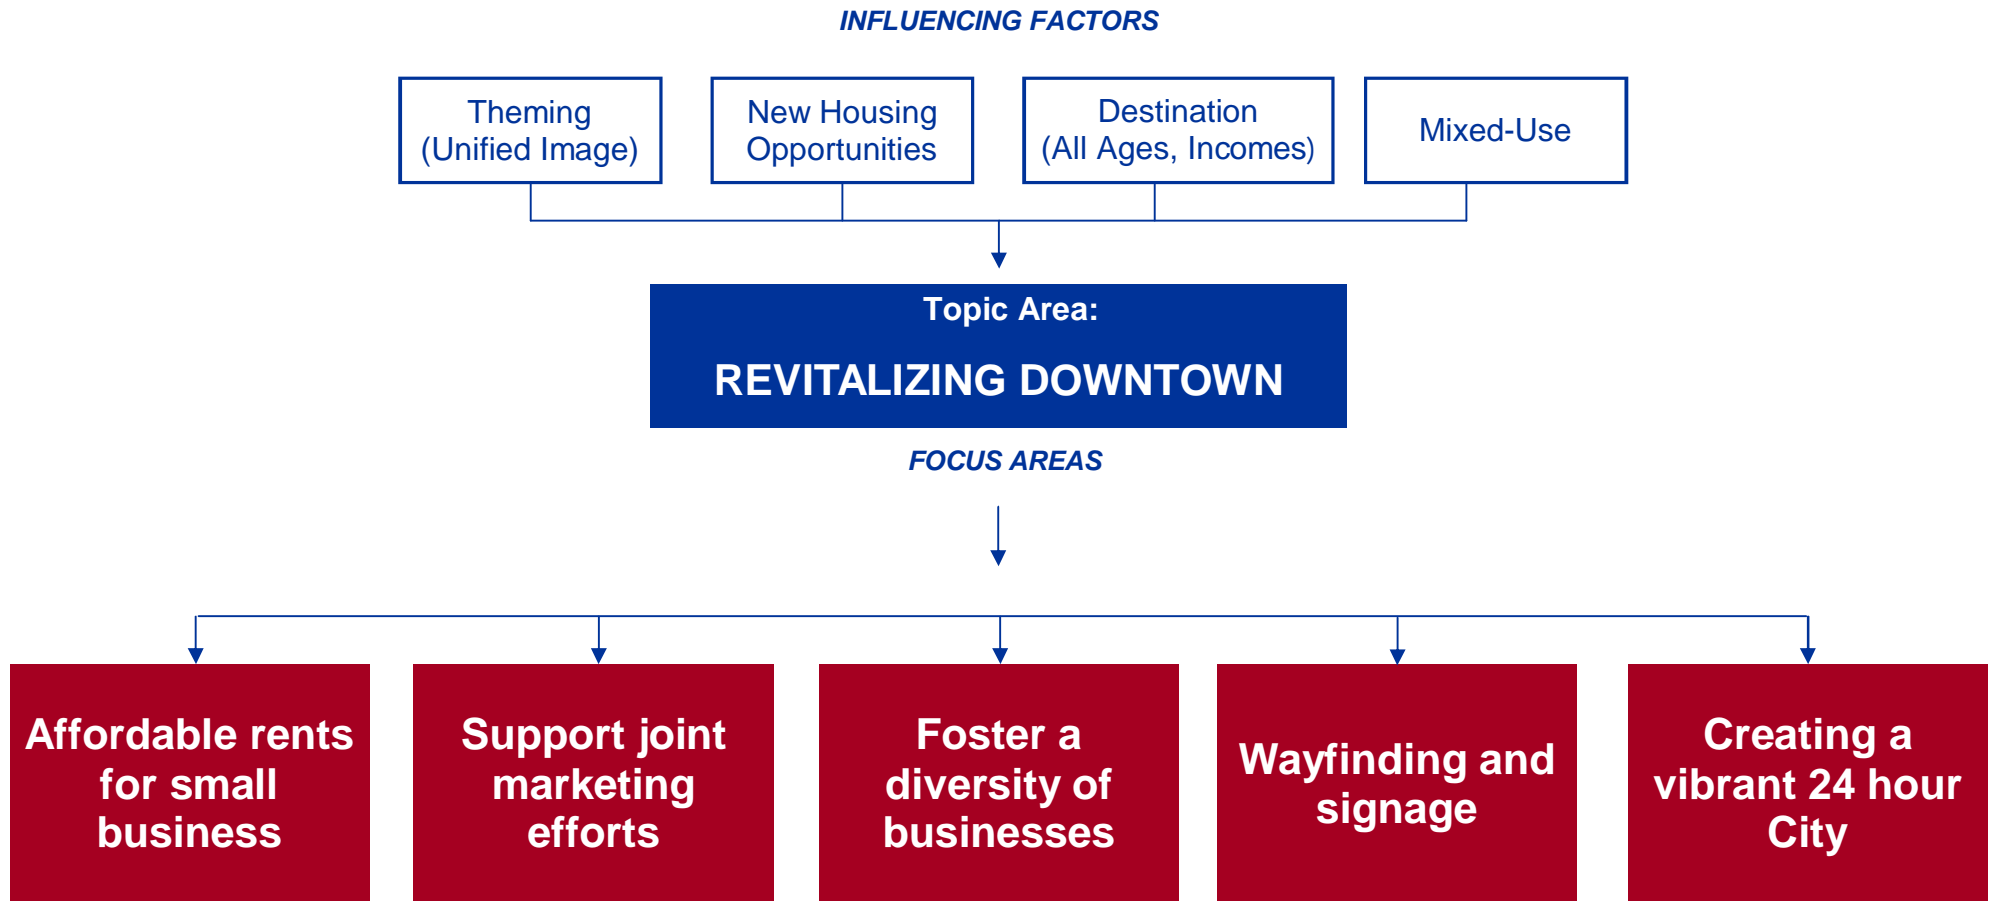 INFLUENCING FACTORS
Theming
(Unified Image)
New Housing
Opportunities
Destination
(All Ages, Incomes)
Mixed-Use
Topic Area:
REVITALIZING DOWNTOWN
FOCUS AREAS
Affordable rents
for small
business
Support joint
marketing
efforts
Foster a
diversity of
businesses
Wayfinding and
signage
Creating a
vibrant 24 hour
City